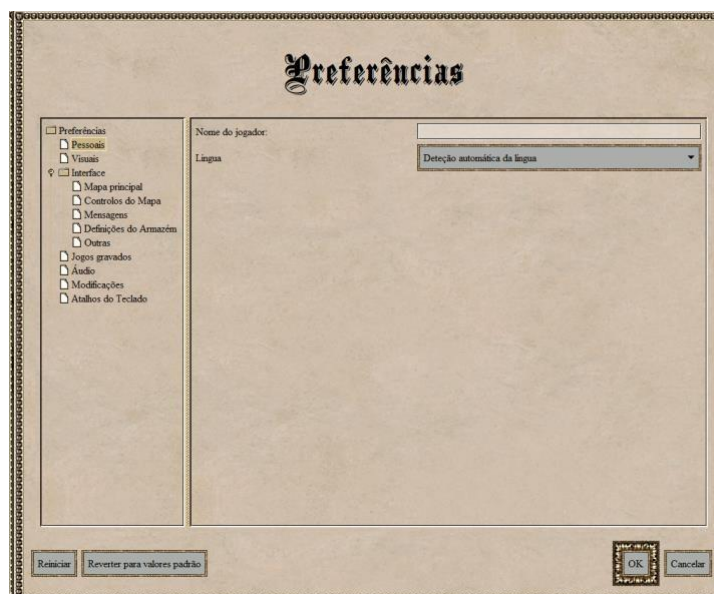 Preferências
Preferências
Pessoais
Visuais
Interface
Mapa principal
Controlos do Mapa
Mensagens
Definições do Armazém
Outras
Jogos gravados
Áudio
Modificações
Atalhos do Teclado
Nome do jogador:
Língua
Deteção automática da língua
Reiniciar
Reverter para valores padrão
OK
Cancelar